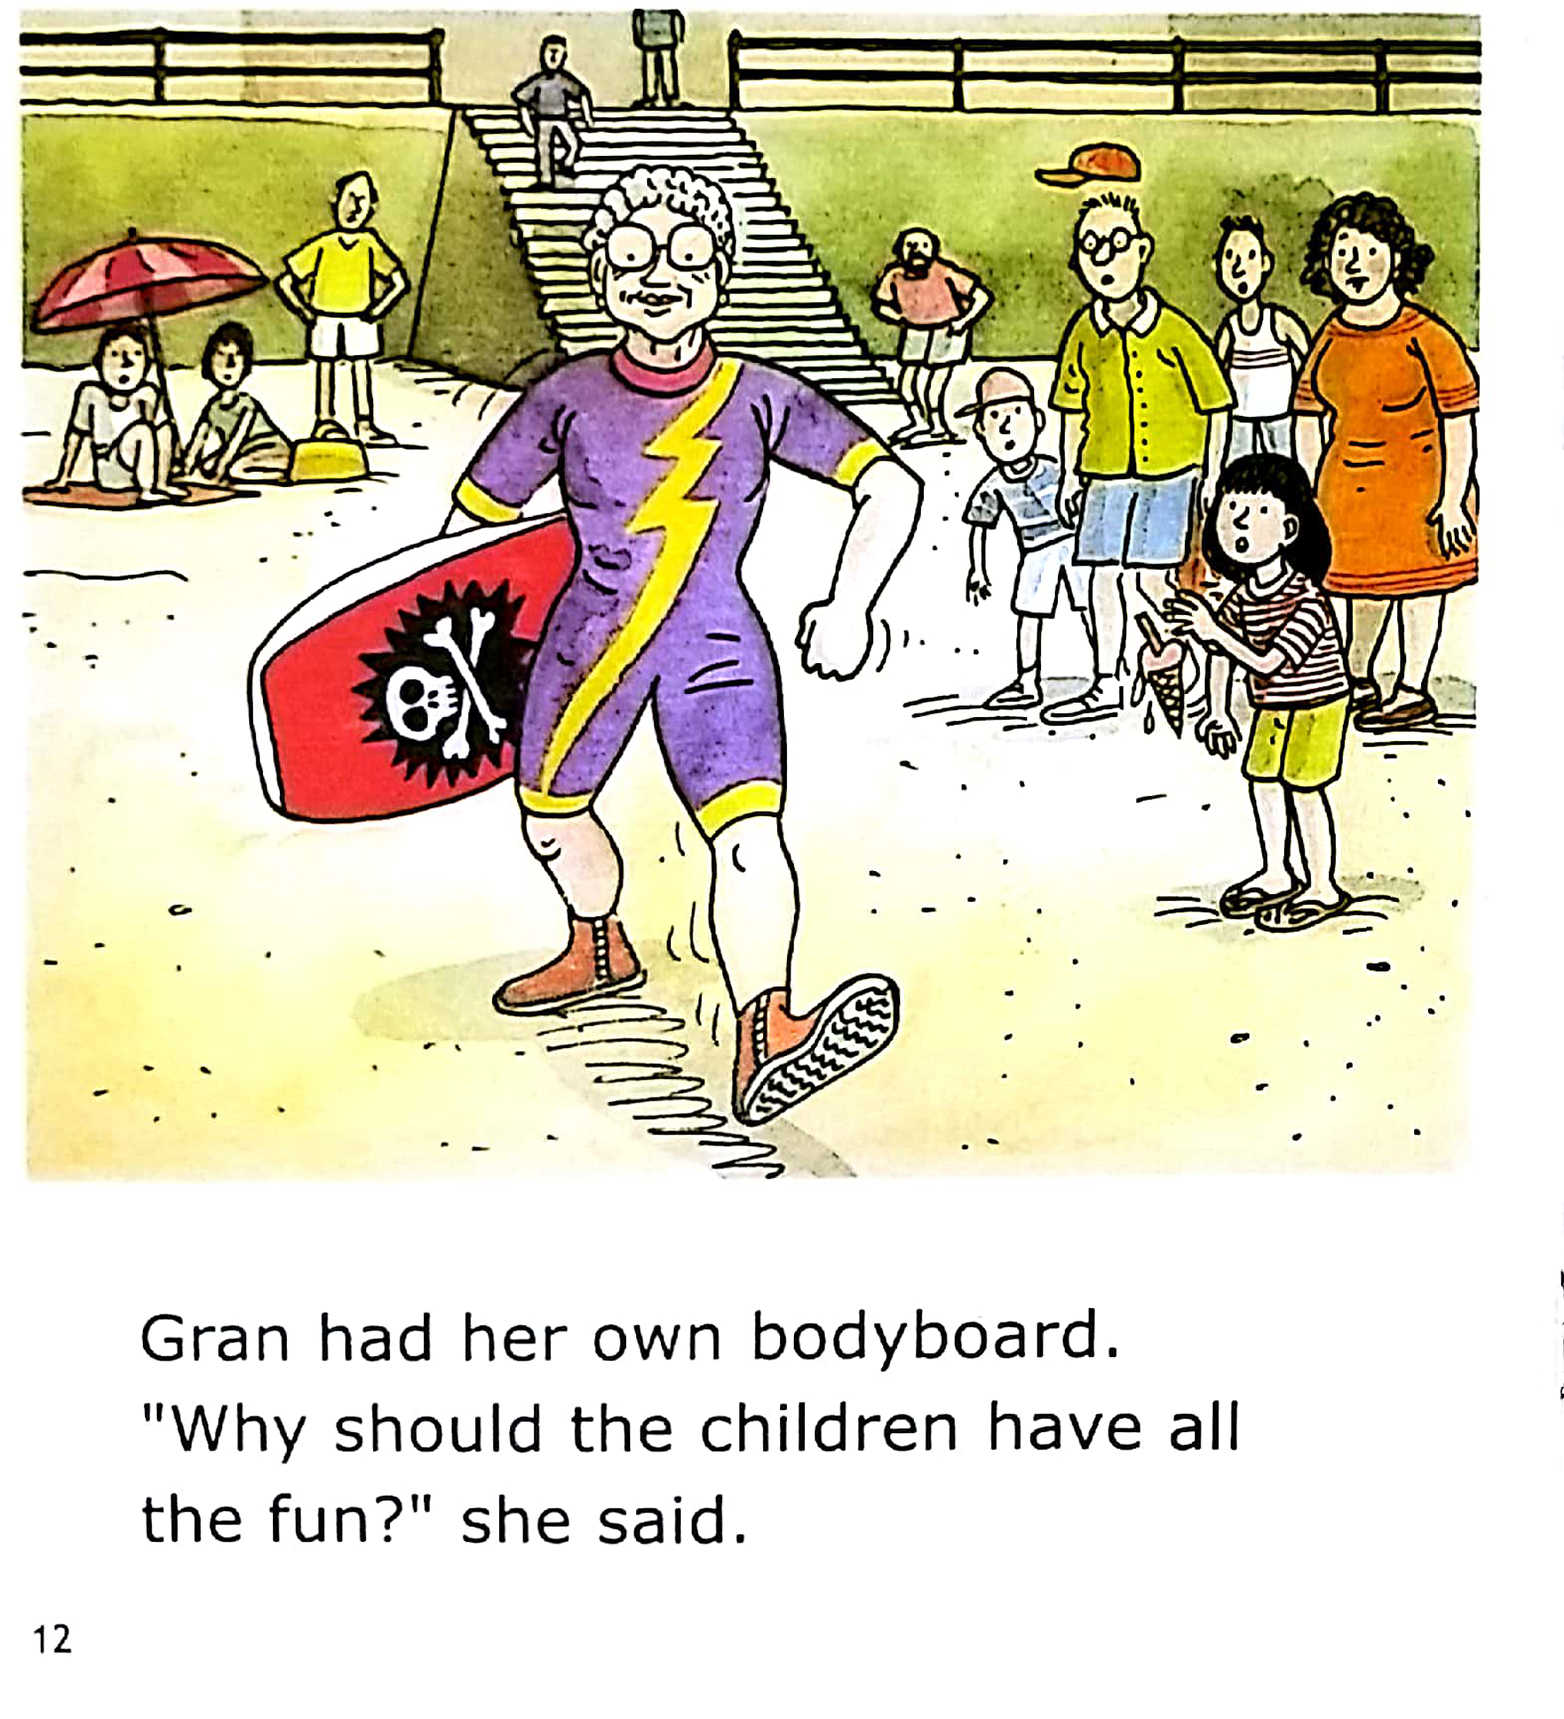 Gran had her own bodyboard.
"Why should the children have all
the fun?" she said.
12